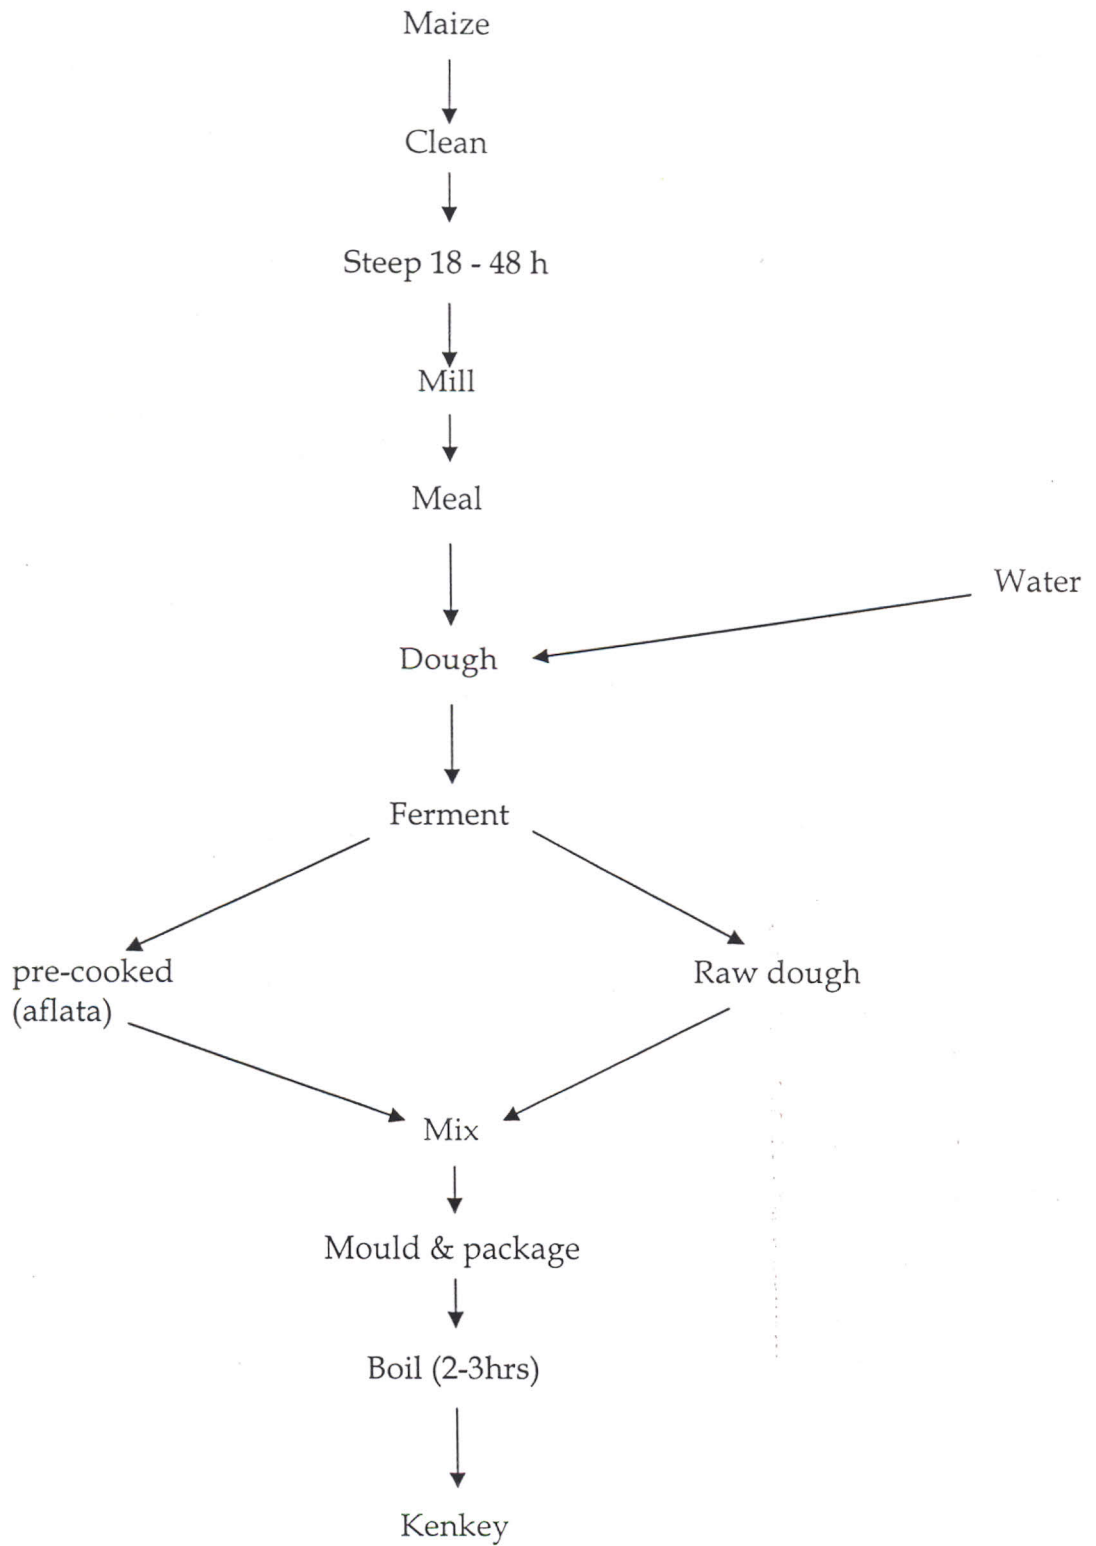 Maize
Clean
Steep 18 - 48 h
Mill
Meal
Water
Dough
Ferment
pre-cooked
(aflata)
Raw dough
Mix
Mould & package
Boil (2-3hrs)
Kenkey